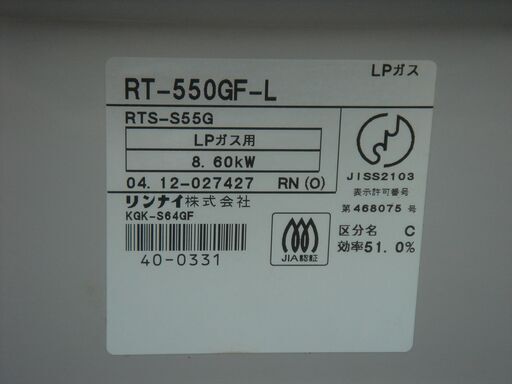 LPガス
RT-550GF-L
RTS-S55G
LPガス用
8.60kW
04.12-027427 RN(O)
リンナイ株式会社
KGK-S64GF
40-0331
JIA認証
JISS2103
表示許可番号
第468075号
区分名 C
効率51.0%